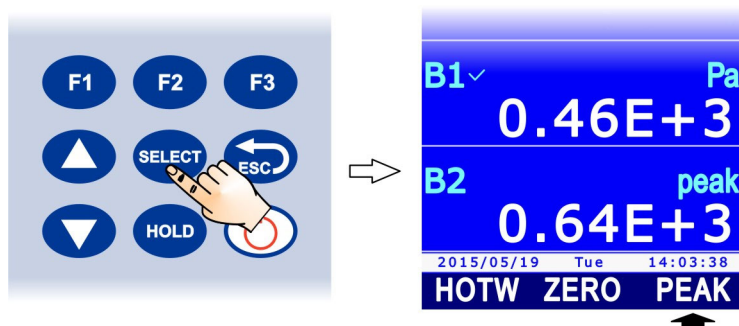 F1 F2 F3
SELECT ESC
HOLD
B1✓ Pa
0.46E+3
B2 peak
0.64E+3
2015/05/19 Tue 14:03:38
HOTW ZERO PEAK